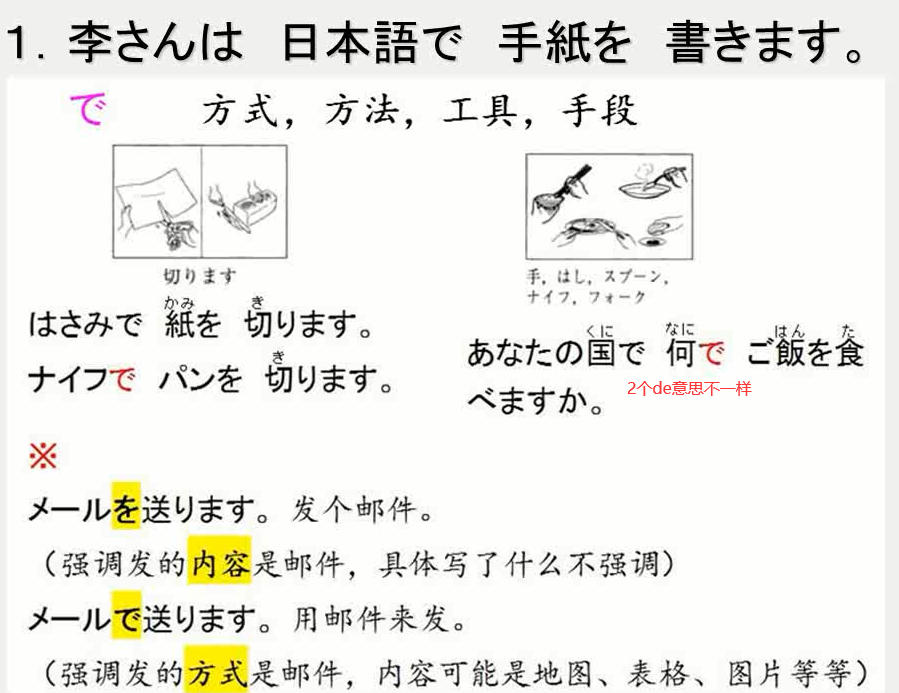 1. 李さんは 日本語で 手紙を 書きます。
で 方式，方法，工具，手段
切ります
手，はし，スプーン，
ナイフ，フォーク
かみ き
はさみで 紙を 切ります。
き
ナイフで パンを 切ります。
くに なに はん た
あなたの国で 何で ご飯を食
べますか。
2个de意思不一样
※
メールを送ります。发个邮件。
（强调发的内容是邮件，具体写了什么不强调）
メールで送ります。用邮件来发。
（强调发的方式是邮件，内容可能是地图、表格、图片等等）